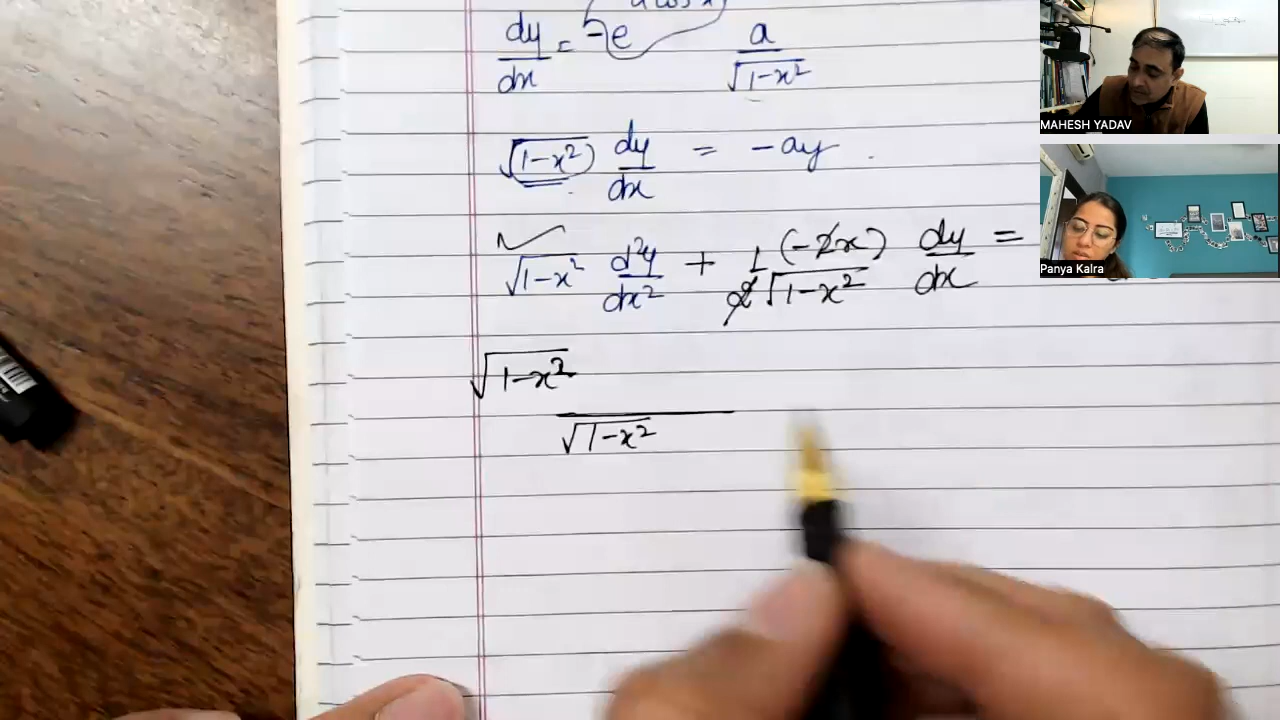 dy/dx = -e^(a cos x) a/√(1-x²)
√(1-x²) dy/dx = -ay .
√(1-x²) d²y/dx² + 1/2 (-2x)/√(1-x²) dy/dx =
√(1-x²)
√(1-x²)
MAHESH YADAV
Panya Kalra